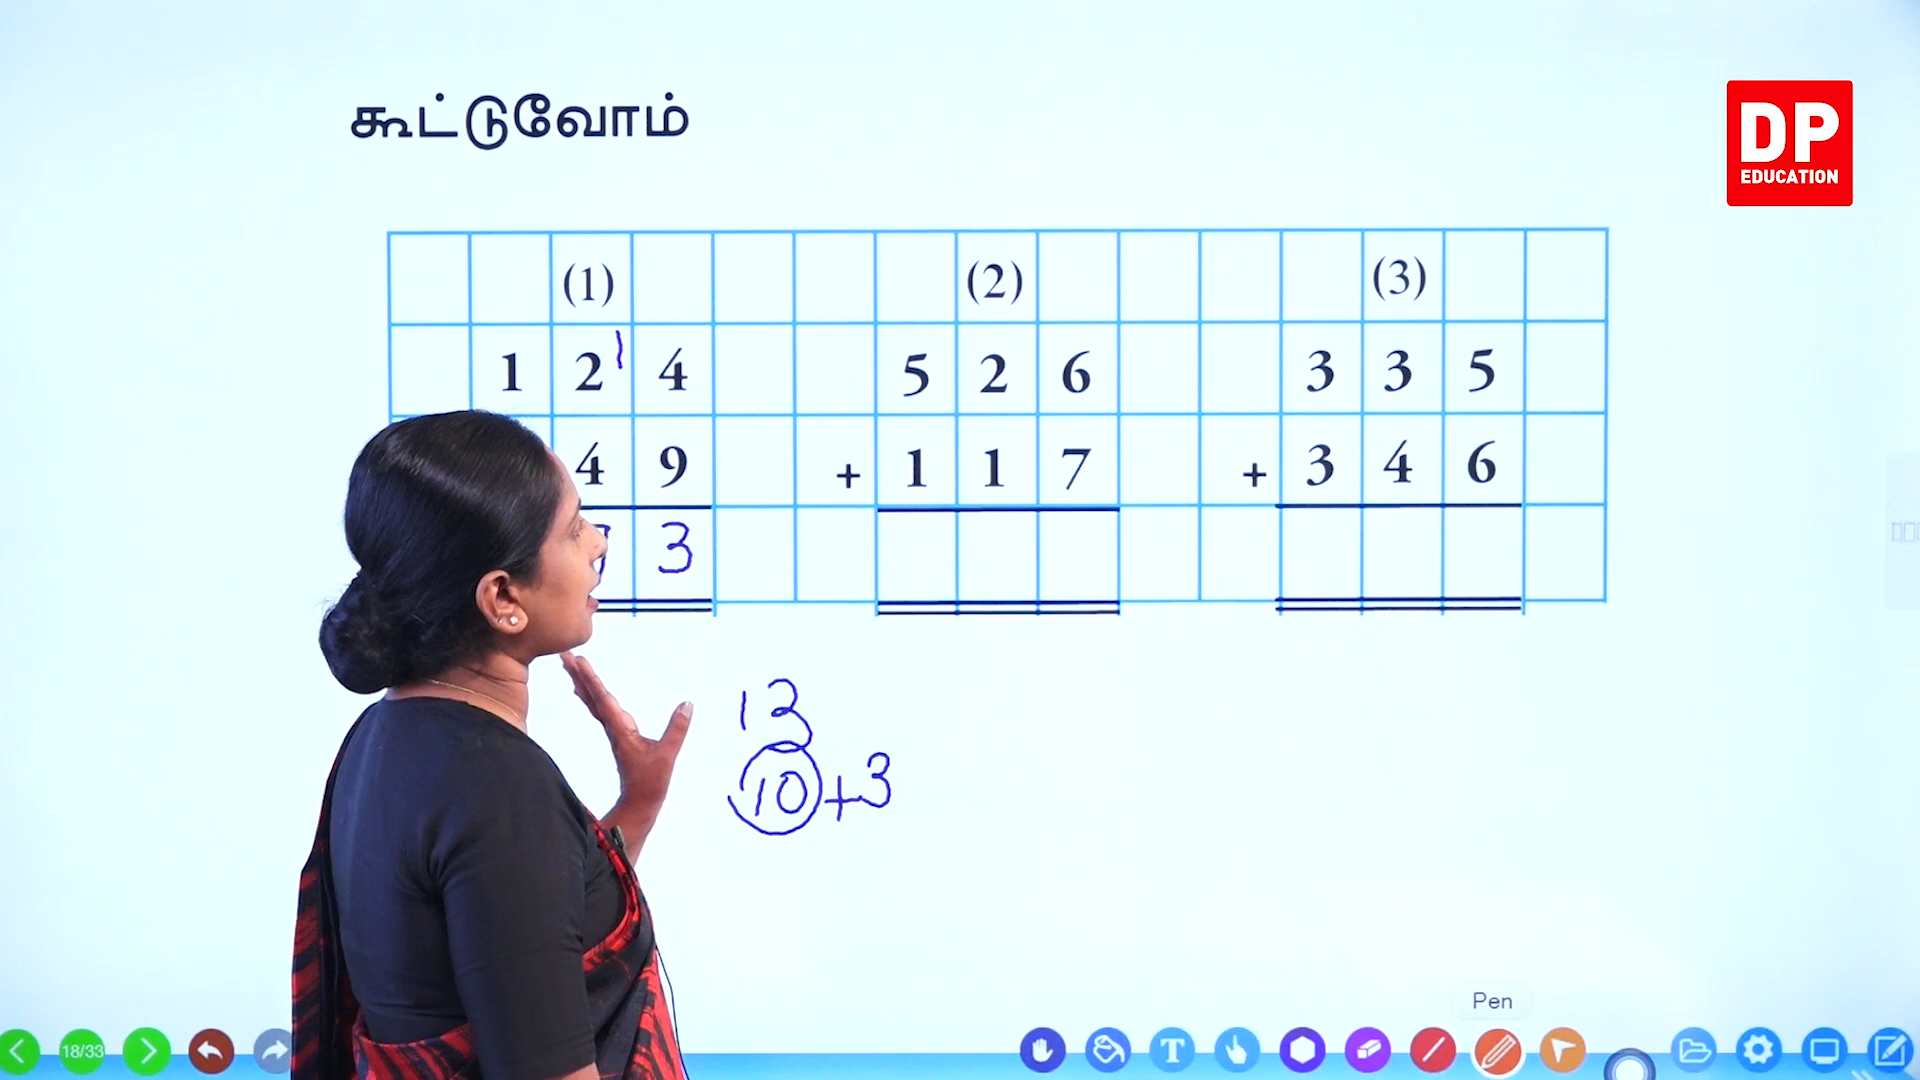 கூட்டுவோம்
DP
EDUCATION
(1) (2) (3)
1
1 2 4 5 2 6 3 3 5
4 9 + 1 1 7 + 3 4 6
7 3
13
10 + 3
Pen
18/33
T